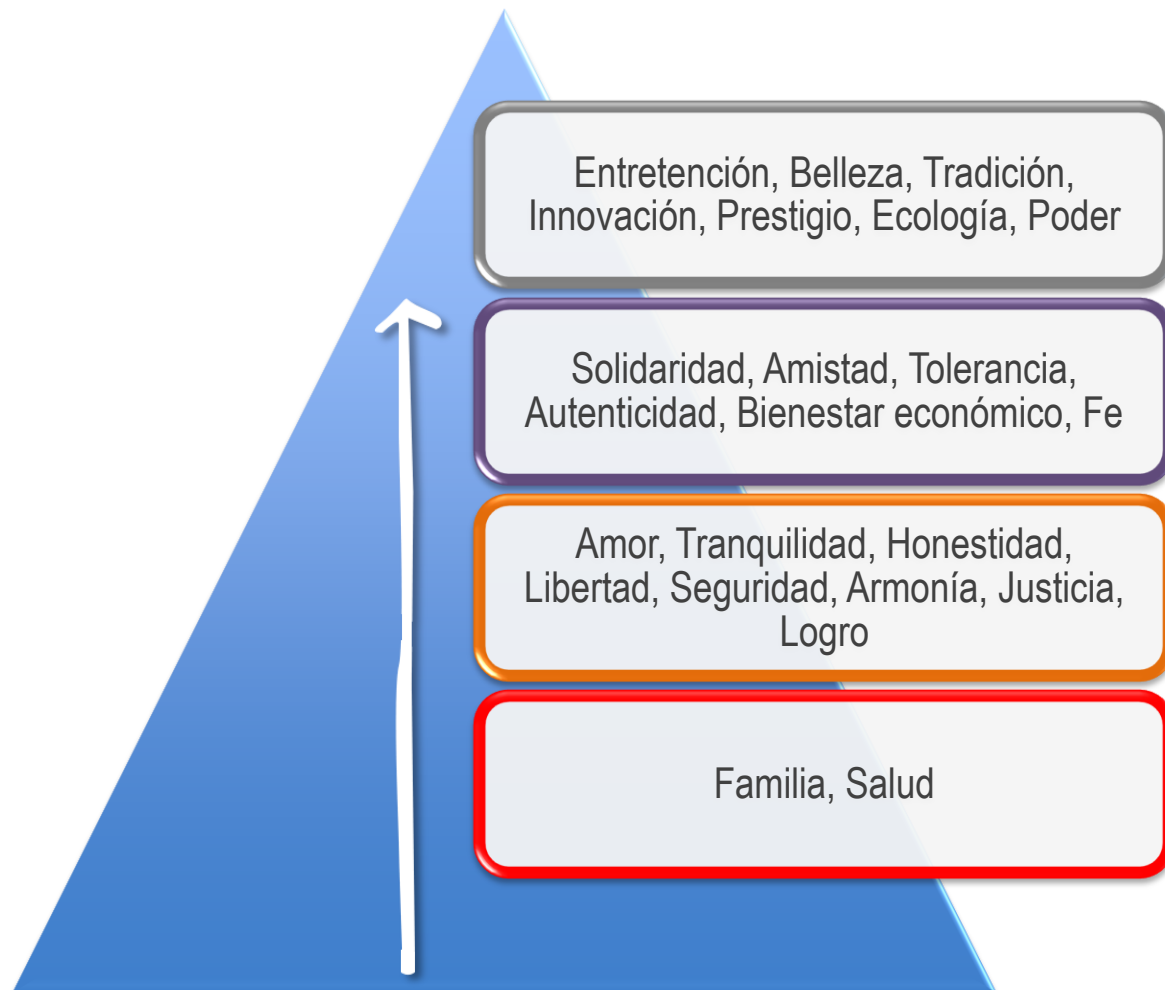 Entretención, Belleza, Tradición,
Innovación, Prestigio, Ecología, Poder
Solidaridad, Amistad, Tolerancia,
Autenticidad, Bienestar económico, Fe
Amor, Tranquilidad, Honestidad,
Libertad, Seguridad, Armonía, Justicia,
Logro
Familia, Salud